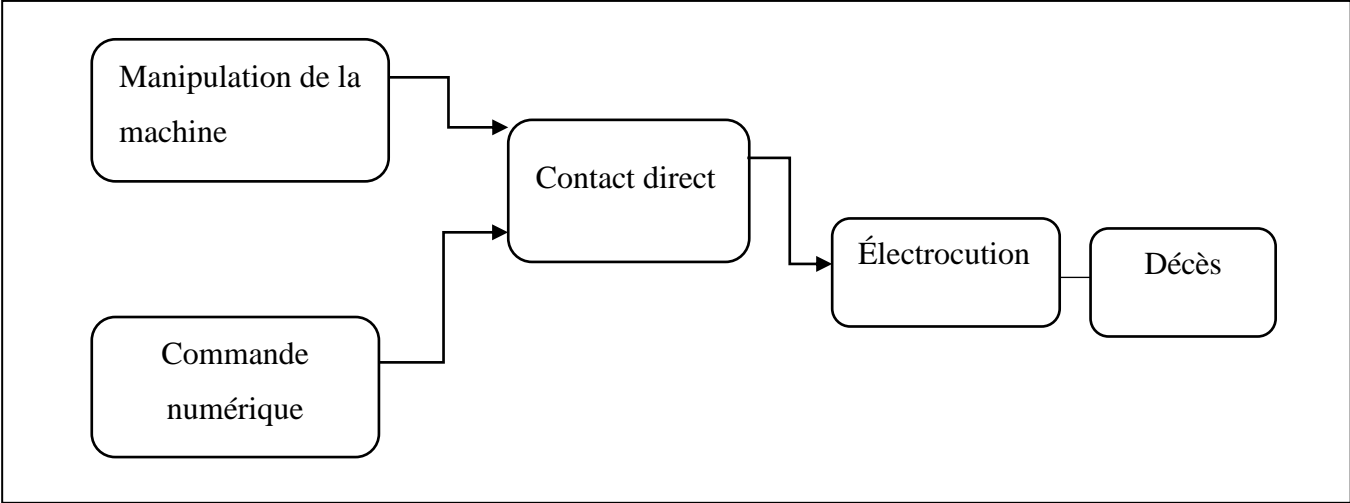 Manipulation de la
machine
Contact direct
Électrocution
Décès
Commande
numérique